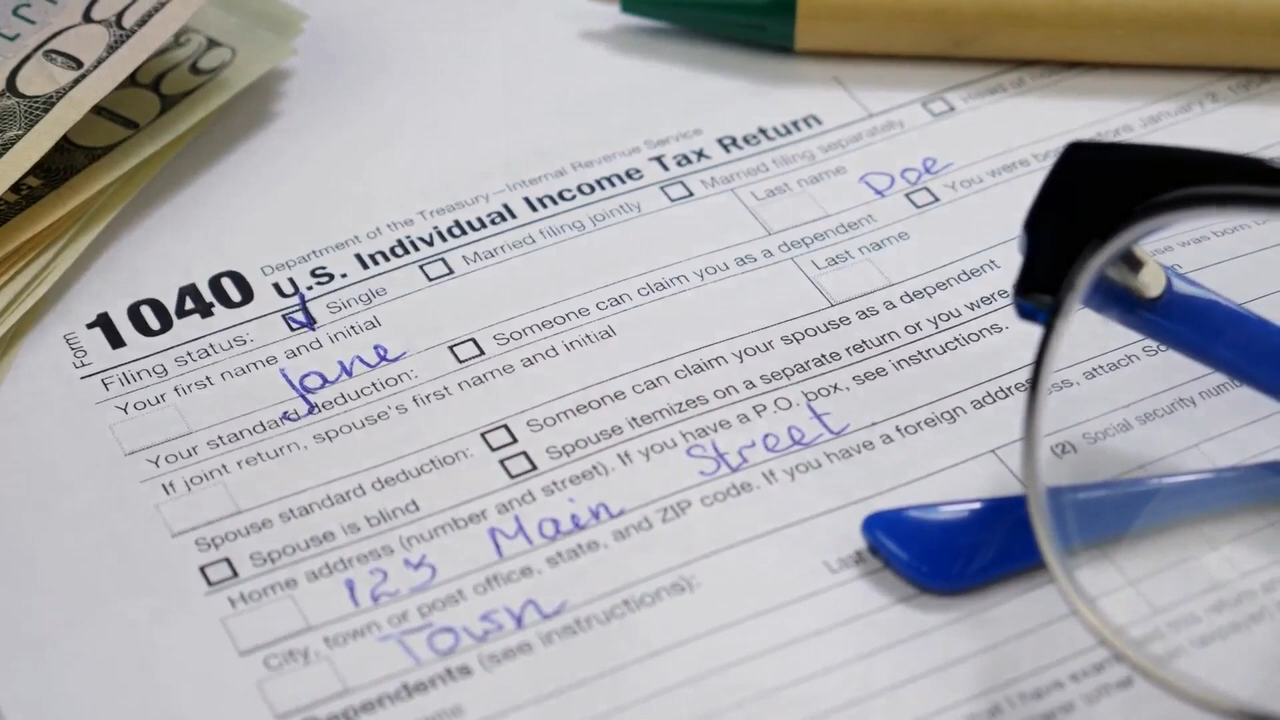 Department of the Treasury—Internal Revenue Service
Form 1040 U.S. Individual Income Tax Return
Filing status: Single Married filing jointly Married filing separately Head of
Your first name and initial Last name
Jane Doe
Your standard deduction: Someone can claim you as a dependent You were born before January 2, 195
If joint return, spouse's first name and initial Last name
Spouse standard deduction: Someone can claim your spouse as a dependent
Spouse is blind Spouse itemizes on a separate return or you were
Home address (number and street). If you have a P.O. box, see instructions.
123 Main Street
City, town or post office, state, and ZIP code. If you have a foreign address, attach
Town
Dependents (see instructions): (2) Social security
Last